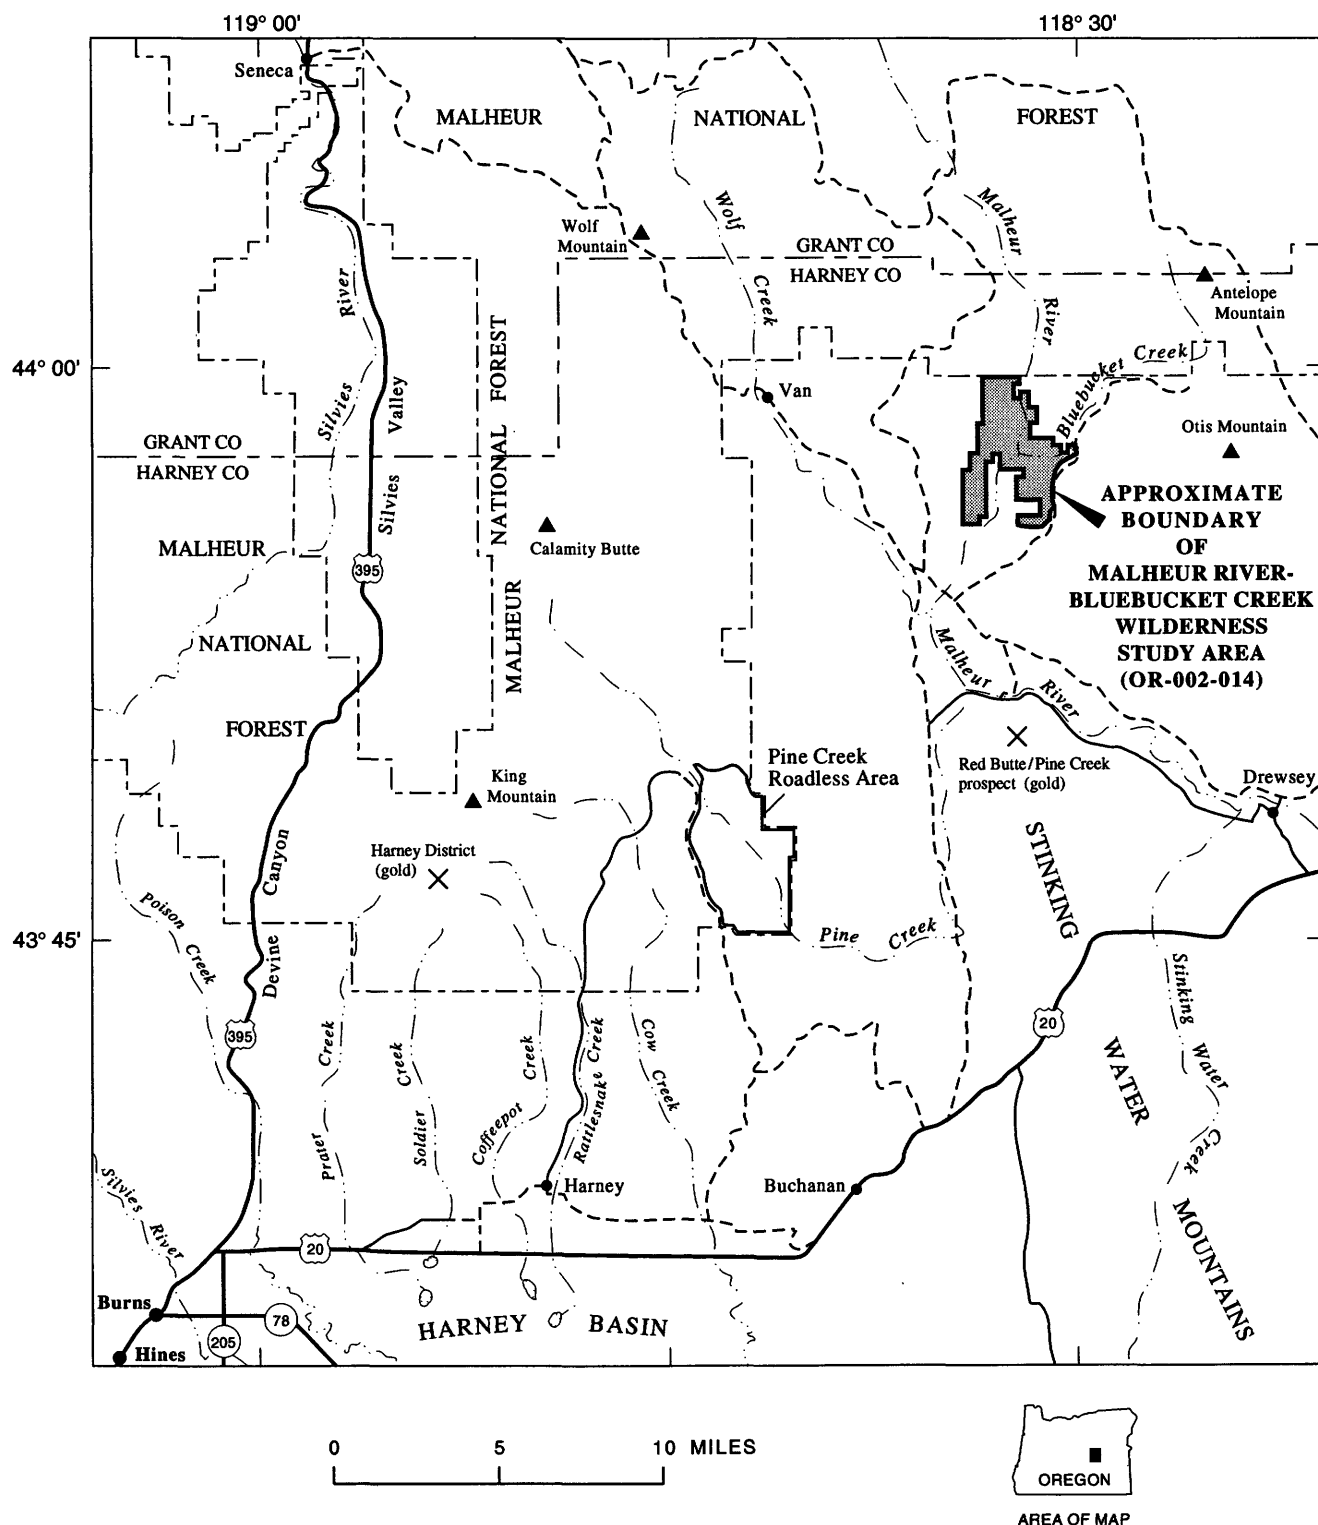 119° 00'
118° 30'
Seneca
MALHEUR
NATIONAL
FOREST
Wolf
Mountain
Wolf
Creek
Malheur
River
GRANT CO
HARNEY CO
Antelope
Mountain
Silvies
River
44° 00'
Silvies
Valley
NATIONAL FOREST
MALHEUR
Van
Bluebucket Creek
Otis Mountain
GRANT CO
HARNEY CO
APPROXIMATE
BOUNDARY
OF
MALHEUR RIVER-
BLUEBUCKET CREEK
WILDERNESS
STUDY AREA
(OR-002-014)
Calamity Butte
MALHEUR
395
NATIONAL
FOREST
Malheur
River
Red Butte/Pine Creek
prospect (gold)
Drewsey
Pine Creek
Roadless Area
King
Mountain
Harney District
(gold)
Devine
Canyon
Poison
Creek
43° 45'
Pine
Creek
STINKING
WATER
MOUNTAINS
Stinking
Water
Creek
395
20
Prater
Creek
Soldier
Creek
Coffeepot
Creek
Rattlesnake Creek
Cow
Creek
Harney
Buchanan
Silvies
River
20
Burns
78
205
Hines
HARNEY BASIN
0 5 10 MILES
OREGON
AREA OF MAP